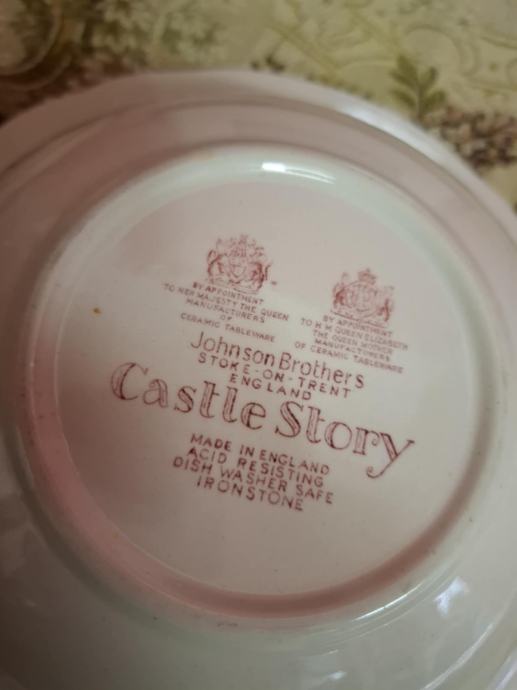 BY APPOINTMENT
TO HER MAJESTY THE QUEEN
MANUFACTURERS
OF
CERAMIC TABLEWARE
BY APPOINTMENT
TO H M QUEEN ELIZABETH
THE QUEEN MOTHER
MANUFACTURERS
OF CERAMIC TABLEWARE
Johnson Brothers
STOKE-ON-TRENT
ENGLAND
Castle Story
MADE IN ENGLAND
ACID RESISTING
DISH WASHER SAFE
IRONSTONE